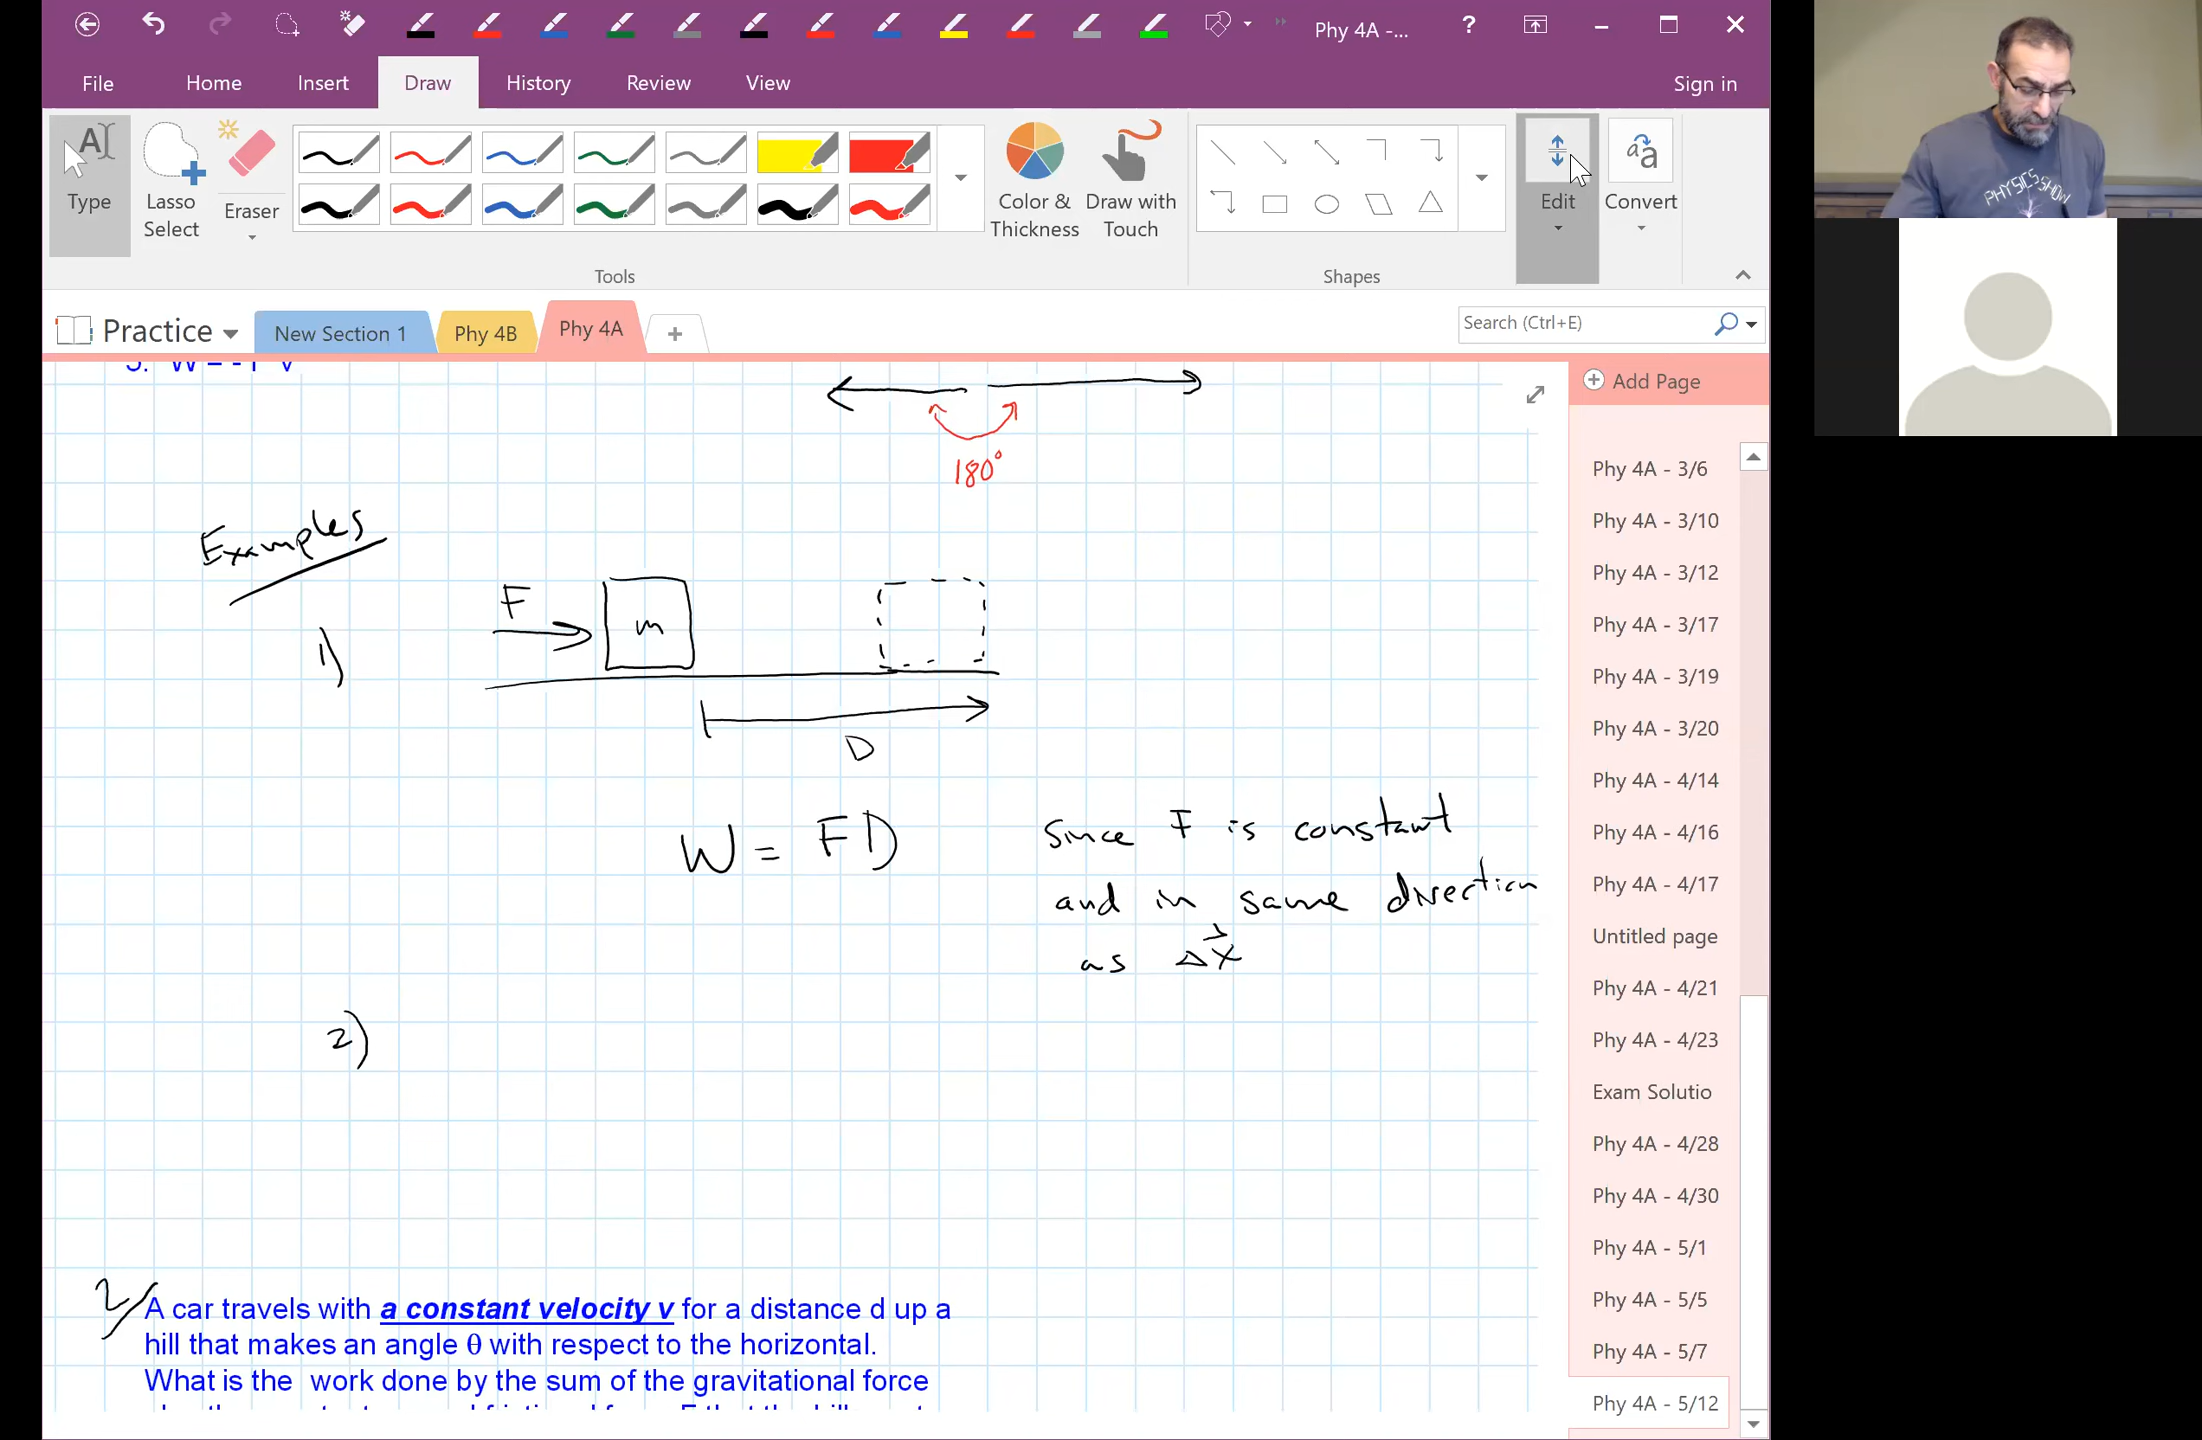 Phy 4A -...
?
File
Home
Insert
Draw
History
Review
View
Sign in
Type
Lasso Select
Eraser
Color & Thickness
Draw with Touch
Edit
Convert
Tools
Shapes
Practice
New Section 1
Phy 4B
Phy 4A
Search (Ctrl+E)
Add Page
Phy 4A - 3/6
Phy 4A - 3/10
Phy 4A - 3/12
Phy 4A - 3/17
Phy 4A - 3/19
Phy 4A - 3/20
Phy 4A - 4/14
Phy 4A - 4/16
Phy 4A - 4/17
Untitled page
Phy 4A - 4/21
Phy 4A - 4/23
Exam Solutio
Phy 4A - 4/28
Phy 4A - 4/30
Phy 4A - 5/1
Phy 4A - 5/5
Phy 4A - 5/7
Phy 4A - 5/12
180°
Examples
1)
F
m
D
W = FD
Since F is constant
and in same direction
as Δx⃗
2)
2/ A car travels with a constant velocity v for a distance d up a
hill that makes an angle θ with respect to the horizontal.
What is the work done by the sum of the gravitational force
PHYSICS SHOW